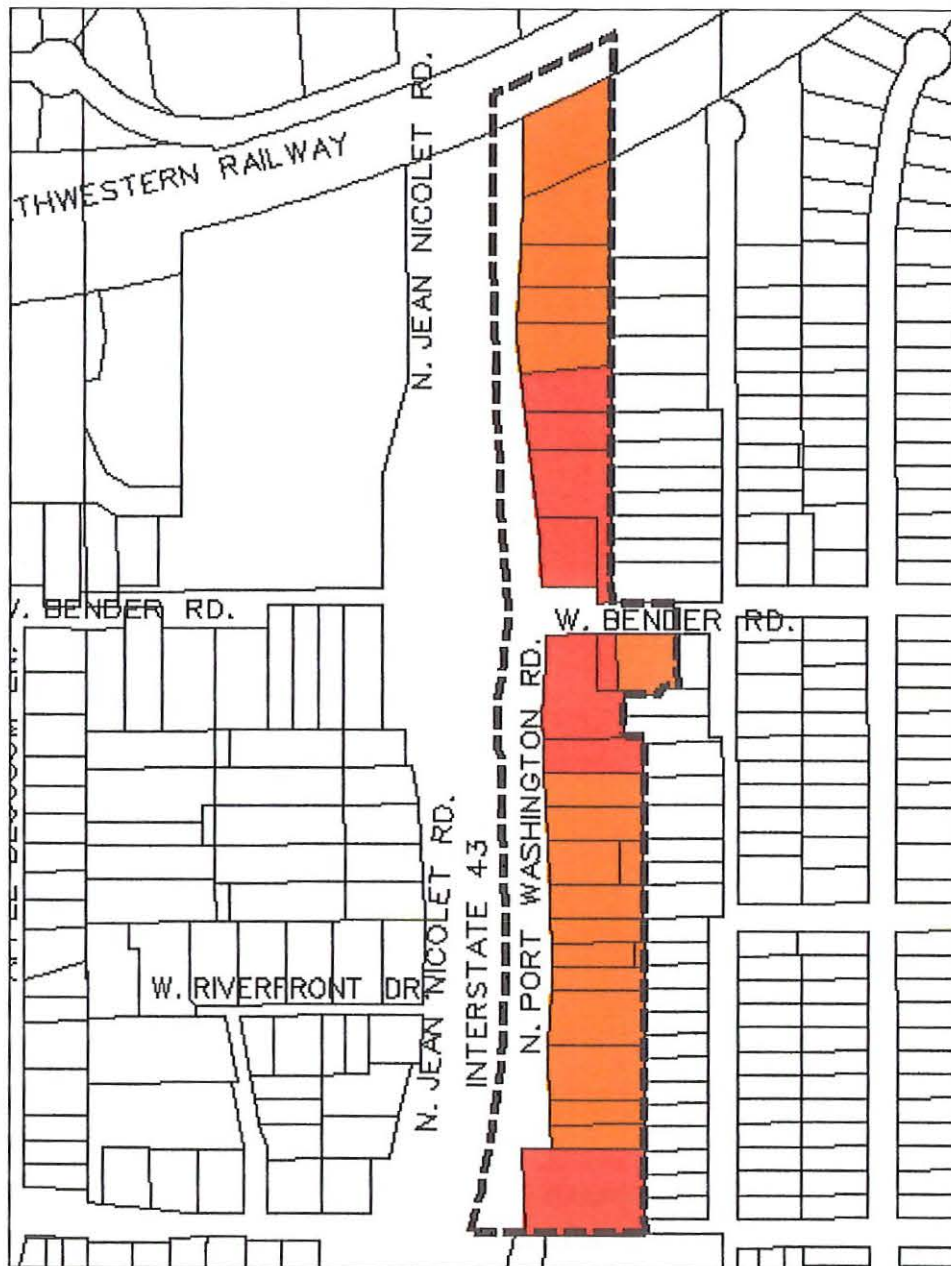 N. JEAN NICOLET RD.
THWESTERN RAILWAY
. BENDER RD.
W. BENDER RD.
N. PORT WASHINGTON RD.
N. JEAN NICOLET RD.
INTERSTATE 43
W. RIVERFRONT DR